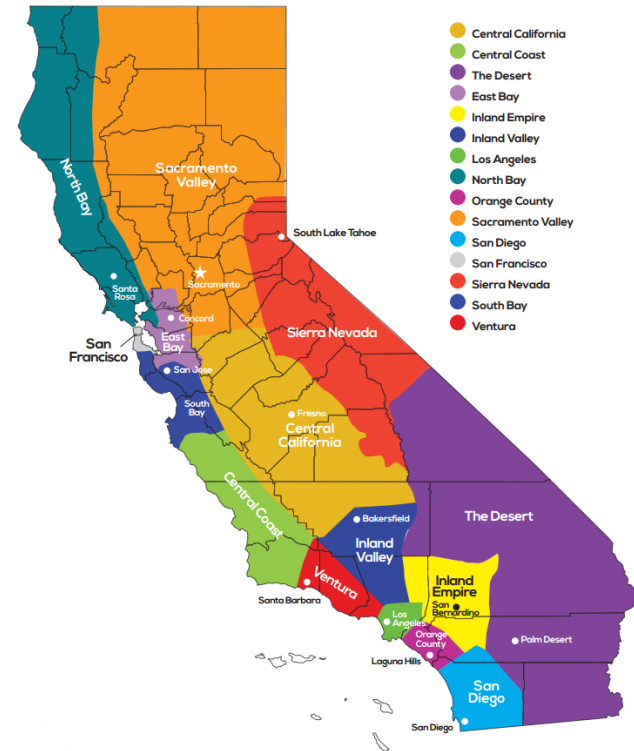 Central California
Central Coast
The Desert
East Bay
Inland Empire
Inland Valley
Los Angeles
North Bay
Orange County
Sacramento Valley
San Diego
San Francisco
Sierra Nevada
South Bay
Ventura
North Bay
Sacramento
Valley
South Lake Tahoe
Santa
Rosa
Sacramento
Concord
East
Bay
San
Francisco
Sierra Nevada
San Jose
South
Bay
Fresno
Central
California
Central Coast
Bakersfield
Inland
Valley
The Desert
Ventura
Santa Barbara
Inland
Empire
San
Bernardino
Los
Angeles
Orange
County
Laguna Hills
Palm Desert
San
Diego
San Diego